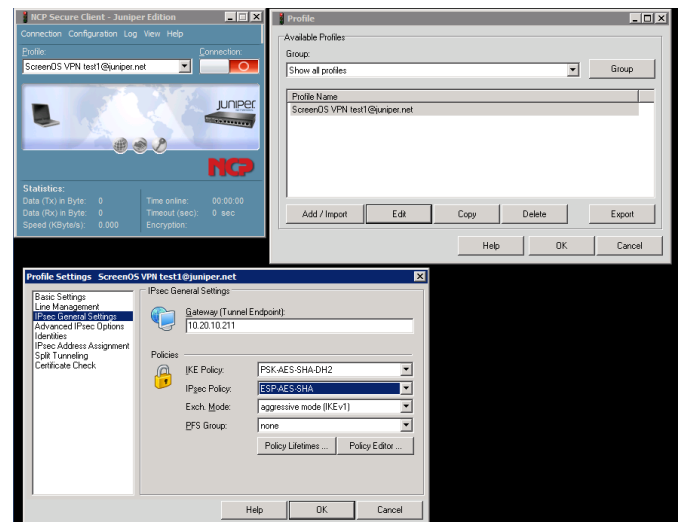 NCP Secure Client - Juniper Edition
Connection Configuration Log View Help
Profile: Connection:
ScreenOS VPN test1@juniper.net
JUNIPER
NCP
Statistics:
Data (Tx) in Byte: 0 Time online: 00:00:00
Data (Rx) in Byte: 0 Timeout (sec): 0 sec
Speed (KByte/s): 0.000 Encryption:
Profile
Available Profiles
Group:
Show all profiles Group
Profile Name
ScreenOS VPN test1@juniper.net
Add / Import Edit Copy Delete Export
Help OK Cancel
Profile Settings ScreenOS VPN test1@juniper.net
Basic Settings
Line Management
IPsec General Settings
Advanced IPsec Options
Identities
IPsec Address Assignment
Split Tunneling
Certificate Check
IPsec General Settings
Gateway (Tunnel Endpoint):
10.20.10.211
Policies
IKE Policy: PSK-AES-SHA-DH2
IPsec Policy: ESP-AES-SHA
Exch. Mode: aggressive mode (IKEv1)
PFS Group: none
Policy Lifetimes ... Policy Editor ...
Help OK Cancel